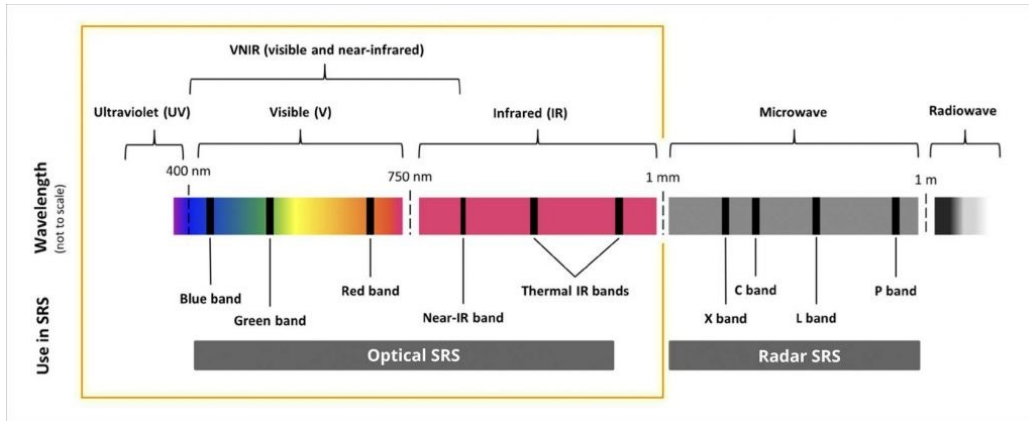 VNIR (visible and near-infrared)
Ultraviolet (UV)
Visible (V)
Infrared (IR)
Microwave
Radiowave
400 nm
750 nm
1 mm
1 m
Wavelength
(not to scale)
Blue band
Green band
Red band
Near-IR band
Thermal IR bands
X band
C band
L band
P band
Use in SRS
Optical SRS
Radar SRS